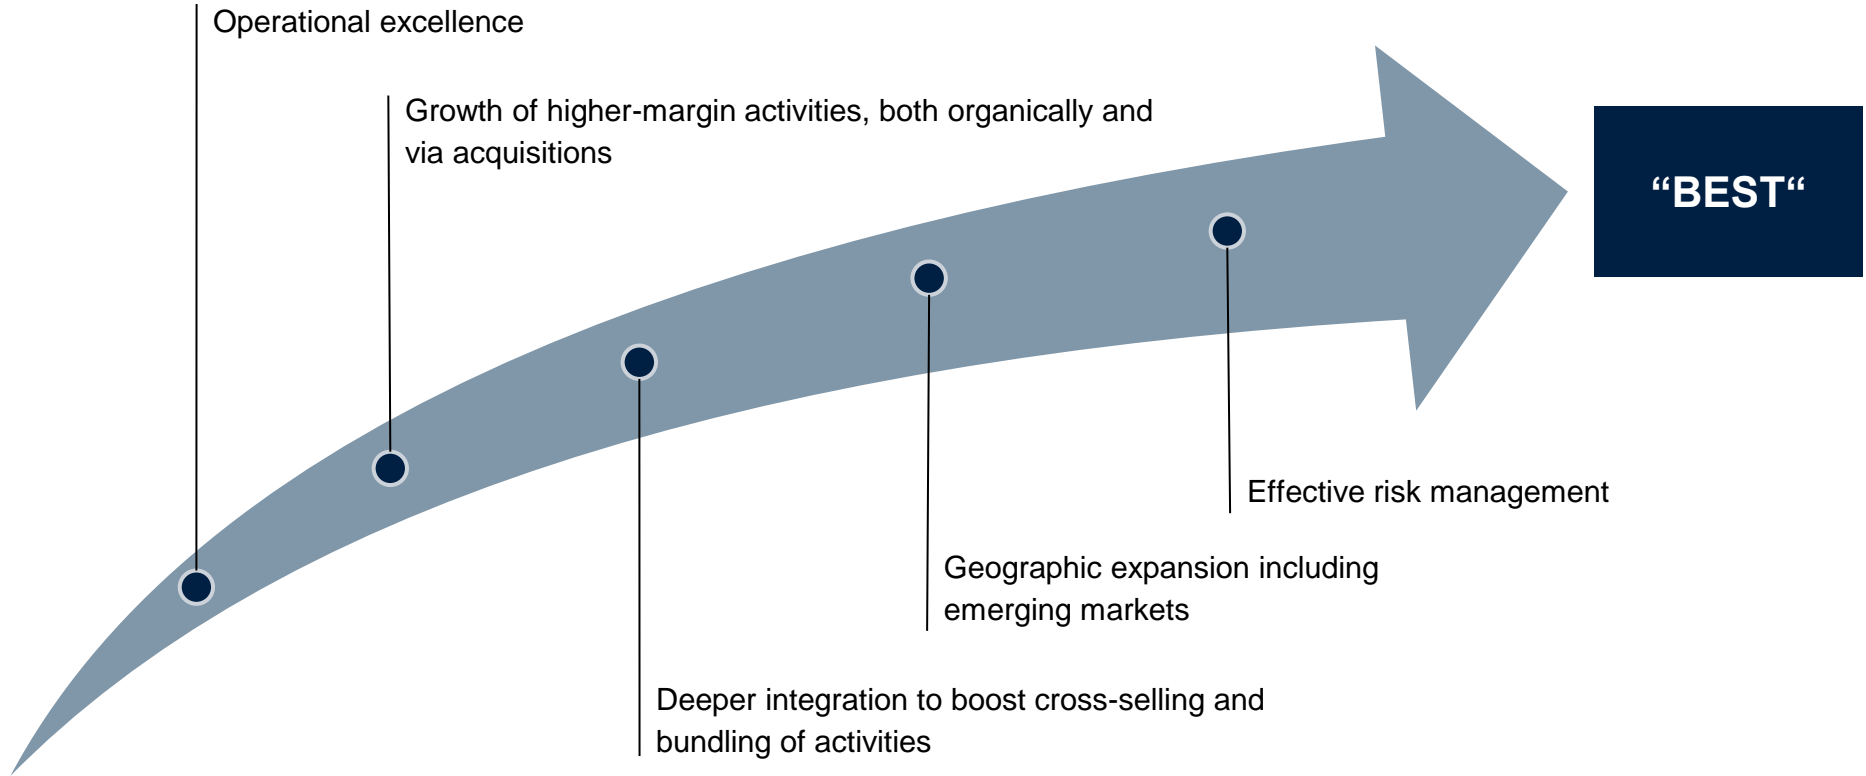 Operational excellence
Growth of higher-margin activities, both organically and
via acquisitions
“BEST“
Effective risk management
Geographic expansion including
emerging markets
Deeper integration to boost cross-selling and
bundling of activities